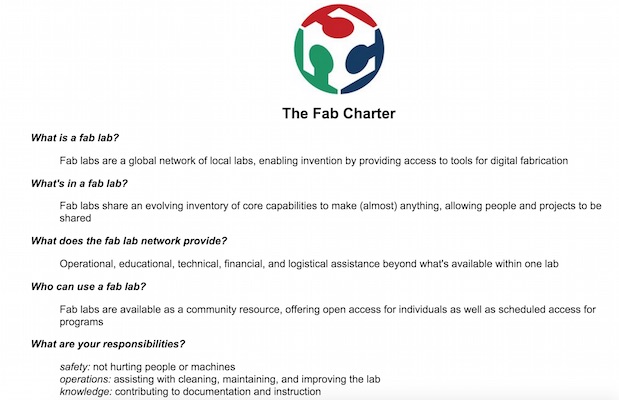 The Fab Charter
What is a fab lab?
Fab labs are a global network of local labs, enabling invention by providing access to tools for digital fabrication
What's in a fab lab?
Fab labs share an evolving inventory of core capabilities to make (almost) anything, allowing people and projects to be
shared
What does the fab lab network provide?
Operational, educational, technical, financial, and logistical assistance beyond what's available within one lab
Who can use a fab lab?
Fab labs are available as a community resource, offering open access for individuals as well as scheduled access for
programs
What are your responsibilities?
safety: not hurting people or machines
operations: assisting with cleaning, maintaining, and improving the lab
knowledge: contributing to documentation and instruction